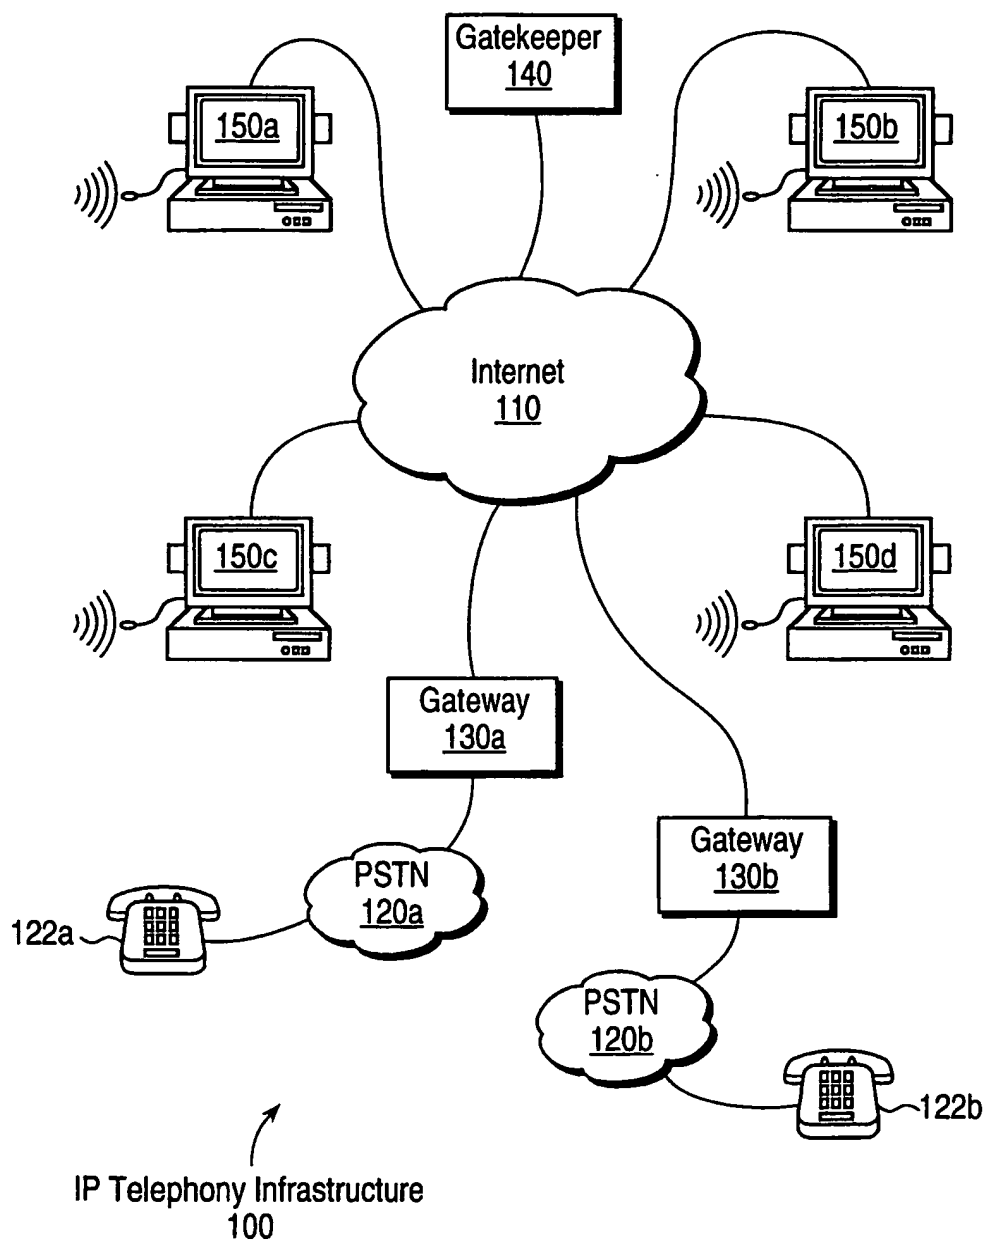 Gatekeeper
140
150a
150b
Internet
110
150c
150d
Gateway
130a
Gateway
130b
PSTN
120a
122a
PSTN
120b
122b
IP Telephony Infrastructure
100